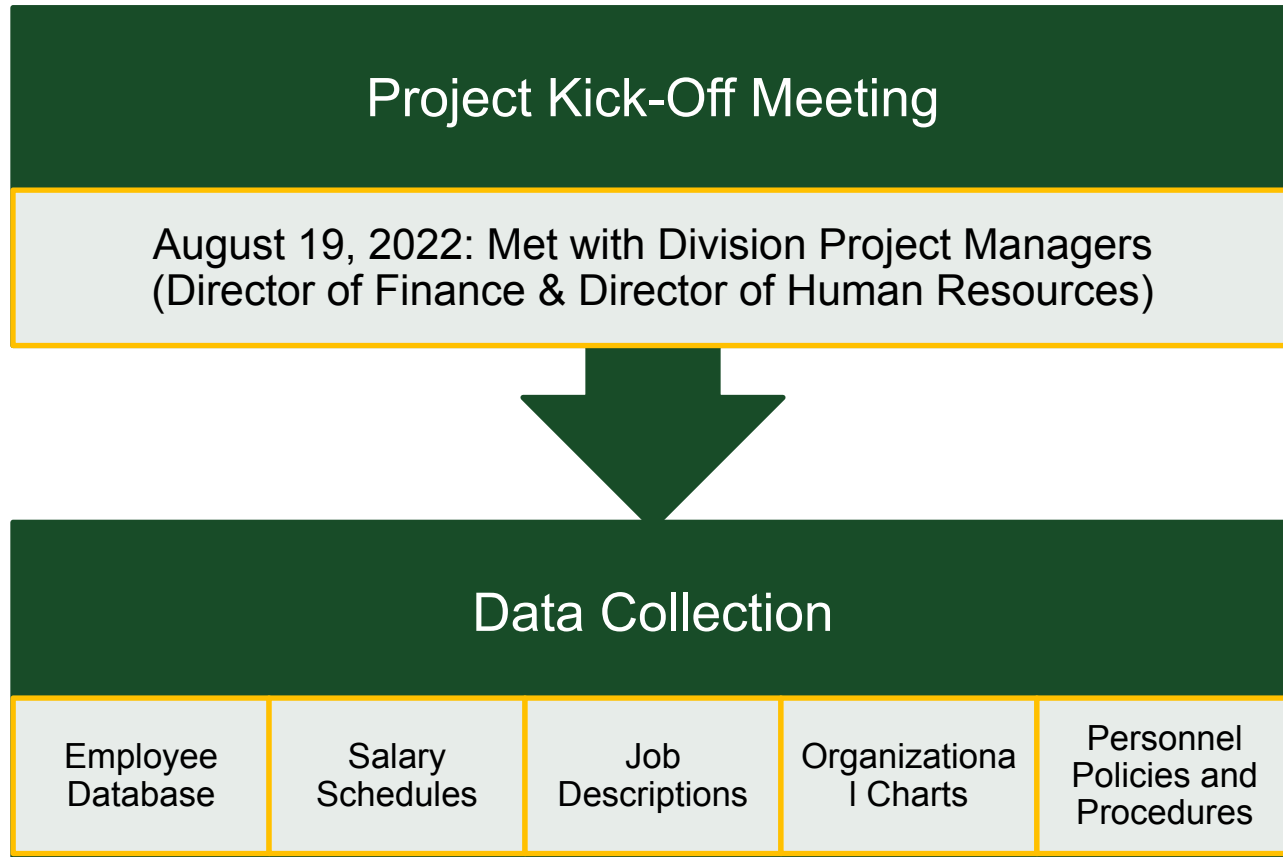 Project Kick-Off Meeting
August 19, 2022: Met with Division Project Managers
(Director of Finance & Director of Human Resources)
Data Collection
Employee
Database
Salary
Schedules
Job
Descriptions
Organizationa
l Charts
Personnel
Policies and
Procedures